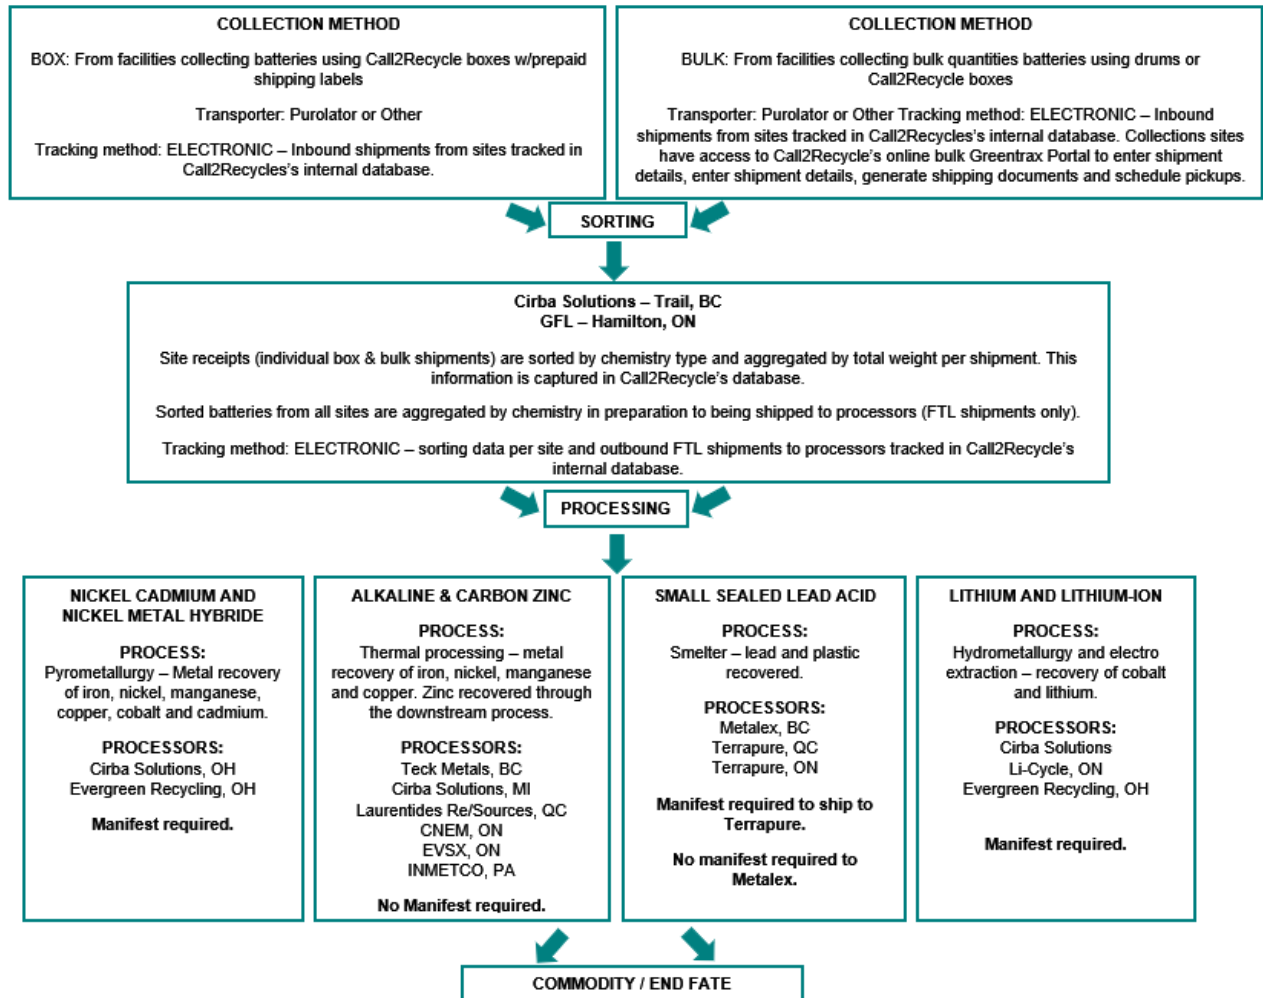 COLLECTION METHOD
BOX: From facilities collecting batteries using Call2Recycle boxes w/prepaid
shipping labels
Transporter: Purolator or Other
Tracking method: ELECTRONIC – Inbound shipments from sites tracked in
Call2Recycles's internal database.
COLLECTION METHOD
BULK: From facilities collecting bulk quantities batteries using drums or
Call2Recycle boxes
Transporter: Purolator or Other Tracking method: ELECTRONIC – Inbound
shipments from sites tracked in Call2Recycles's internal database. Collections sites
have access to Call2Recycle's online bulk Greentrax Portal to enter shipment
details, enter shipment details, generate shipping documents and schedule pickups.
SORTING
Cirba Solutions – Trail, BC
GFL – Hamilton, ON
Site receipts (individual box & bulk shipments) are sorted by chemistry type and aggregated by total weight per shipment. This
information is captured in Call2Recycle's database.
Sorted batteries from all sites are aggregated by chemistry in preparation to being shipped to processors (FTL shipments only).
Tracking method: ELECTRONIC – sorting data per site and outbound FTL shipments to processors tracked in Call2Recycle's
internal database.
PROCESSING
NICKEL CADMIUM AND
NICKEL METAL HYBRIDE
PROCESS:
Pyrometallurgy – Metal recovery
of iron, nickel, manganese,
copper, cobalt and cadmium.
PROCESSORS:
Cirba Solutions, OH
Evergreen Recycling, OH
Manifest required.
ALKALINE & CARBON ZINC
PROCESS:
Thermal processing – metal
recovery of iron, nickel, manganese
and copper. Zinc recovered through
the downstream process.
PROCESSORS:
Teck Metals, BC
Cirba Solutions, MI
Laurentides Re/Sources, QC
CNEM, ON
EVSX, ON
INMETCO, PA
No Manifest required.
SMALL SEALED LEAD ACID
PROCESS:
Smelter – lead and plastic
recovered.
PROCESSORS:
Metalex, BC
Terrapure, QC
Terrapure, ON
Manifest required to ship to
Terrapure.
No manifest required to
Metalex.
LITHIUM AND LITHIUM-ION
PROCESS:
Hydrometallurgy and electro
extraction – recovery of cobalt
and lithium.
PROCESSORS:
Cirba Solutions
Li-Cycle, ON
Evergreen Recycling, OH
Manifest required.
COMMODITY / END FATE